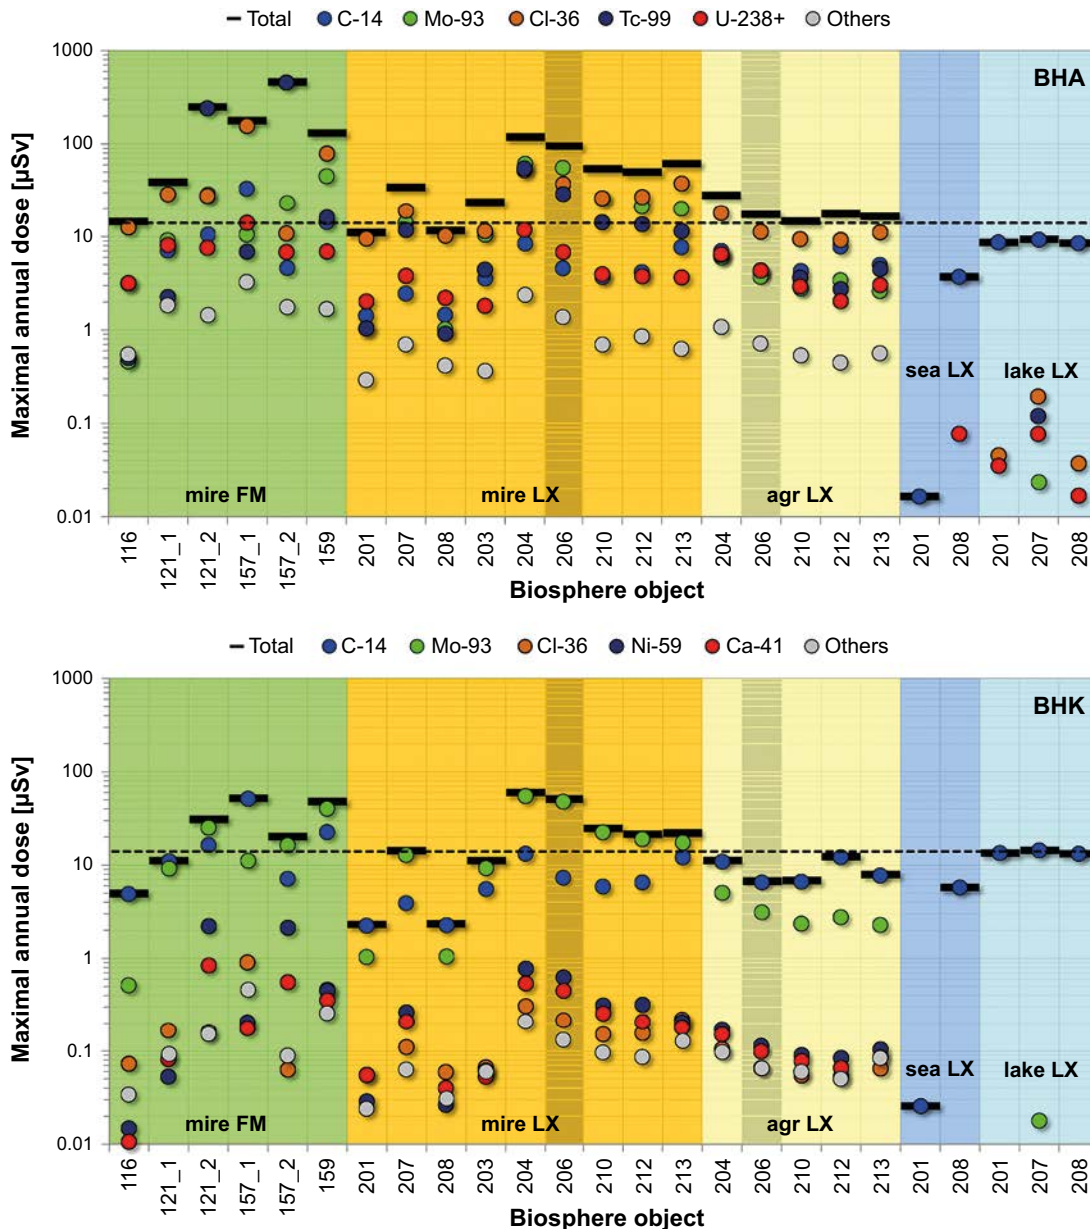 Total C-14 Mo-93 Cl-36 Tc-99 U-238+ Others
1000
100
10
1
0.1
0.01
Maximal annual dose [µSv]
BHA
sea LX lake LX
mire FM mire LX agr LX
116 121_1 121_2 157_1 157_2 159 201 207 208 203 204 206 210 212 213 204 206 210 212 213 201 208 201 207 208
Biosphere object
Total C-14 Mo-93 Cl-36 Ni-59 Ca-41 Others
1000
100
10
1
0.1
0.01
Maximal annual dose [µSv]
BHK
sea LX lake LX
mire FM mire LX agr LX
116 121_1 121_2 157_1 157_2 159 201 207 208 203 204 206 210 212 213 204 206 210 212 213 201 208 201 207 208
Biosphere object